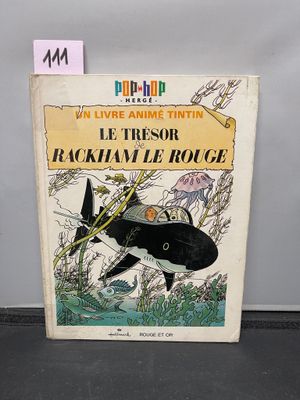 111
POP HOP
- HERGÉ -
UN LIVRE ANIMÉ TINTIN
LE TRÉSOR
de
RACKHAM LE ROUGE
Hallmark
ROUGE ET OR